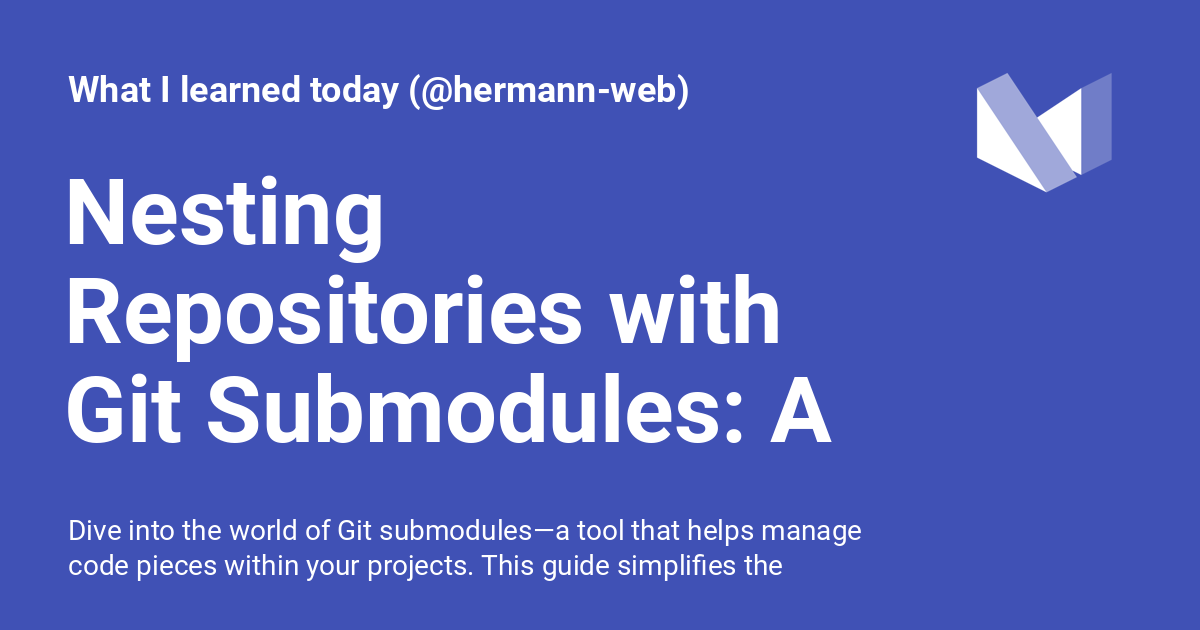 What I learned today (@hermann-web)
Nesting
Repositories with
Git Submodules: A
Dive into the world of Git submodules—a tool that helps manage
code pieces within your projects. This guide simplifies the